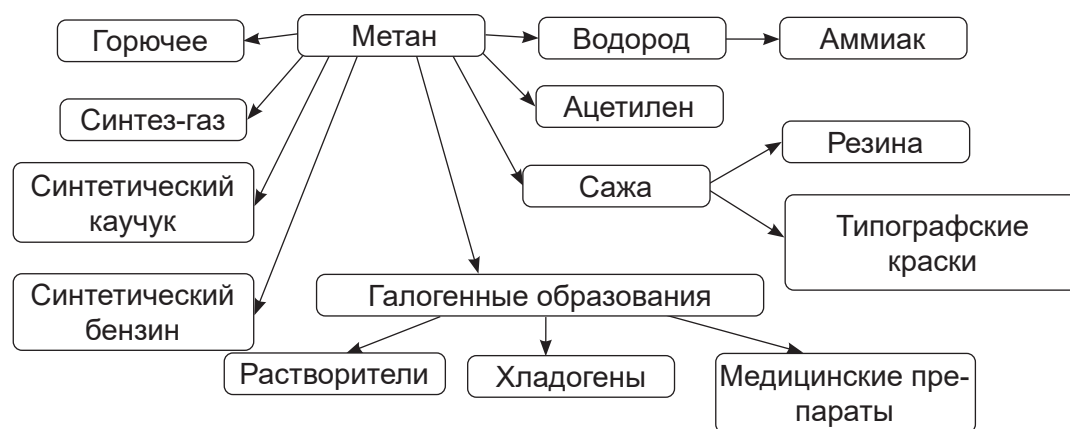 Горючее
Метан
Водород
Аммиак
Синтез-газ
Ацетилен
Резина
Синтетический
каучук
Сажа
Типографские
краски
Синтетический
бензин
Галогенные образования
Растворители
Хладогены
Медицинские пре-
параты